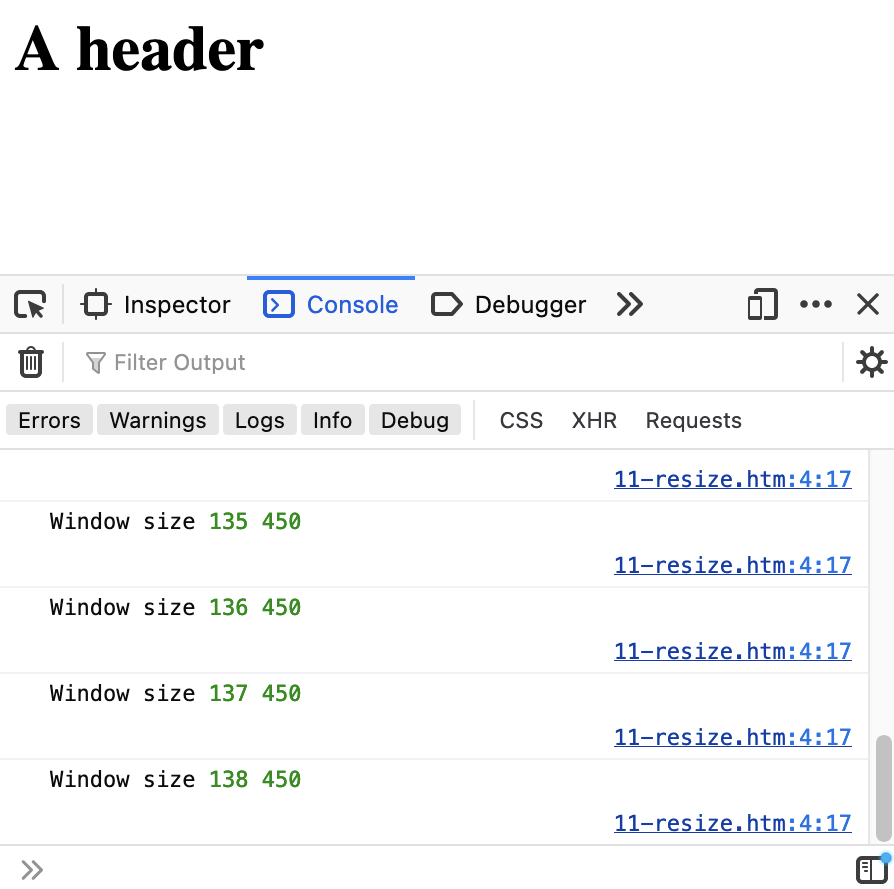 A header
Inspector Console Debugger
Filter Output
Errors Warnings Logs Info Debug CSS XHR Requests
11-resize.htm:4:17
Window size 135 450
11-resize.htm:4:17
Window size 136 450
11-resize.htm:4:17
Window size 137 450
11-resize.htm:4:17
Window size 138 450
11-resize.htm:4:17